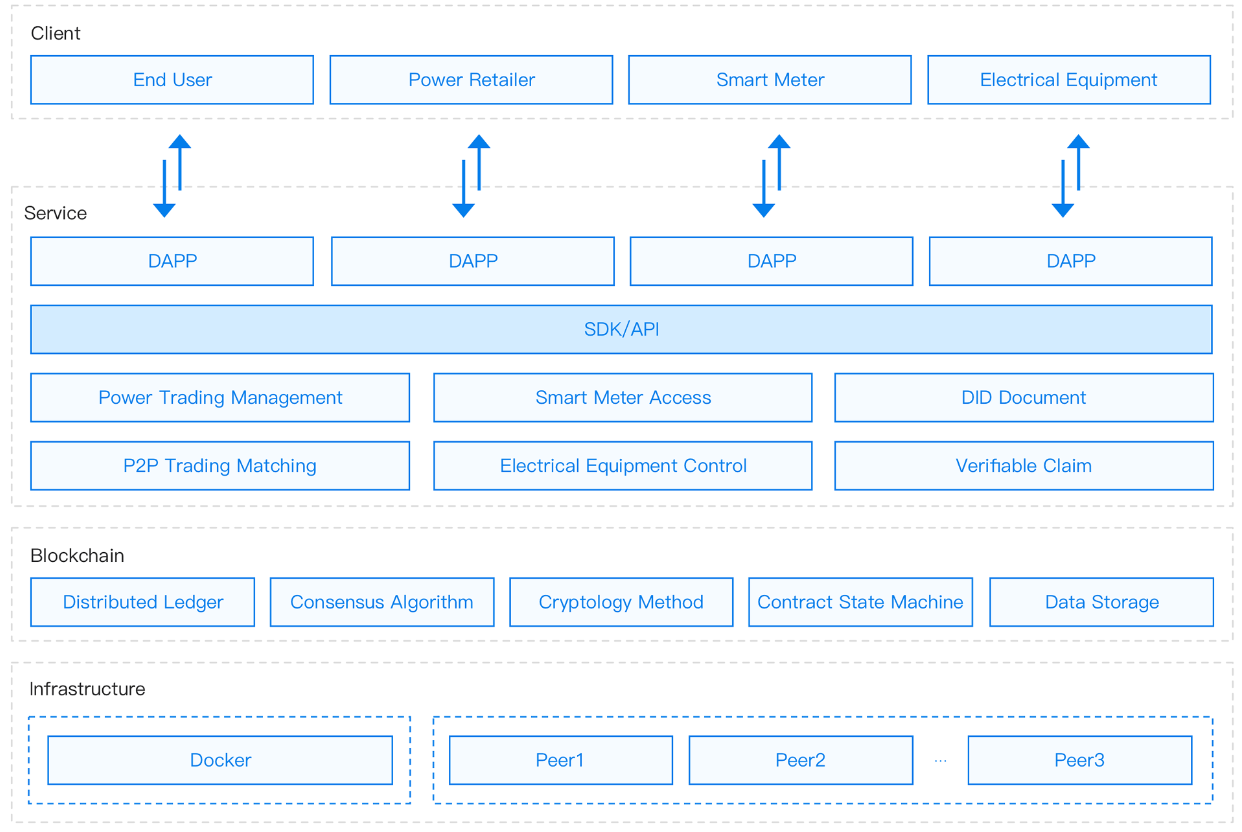 Client
End User
Power Retailer
Smart Meter
Electrical Equipment
Service
DAPP
DAPP
DAPP
DAPP
SDK/API
Power Trading Management
Smart Meter Access
DID Document
P2P Trading Matching
Electrical Equipment Control
Verifiable Claim
Blockchain
Distributed Ledger
Consensus Algorithm
Cryptology Method
Contract State Machine
Data Storage
Infrastructure
Docker
Peer1
Peer2
...
Peer3